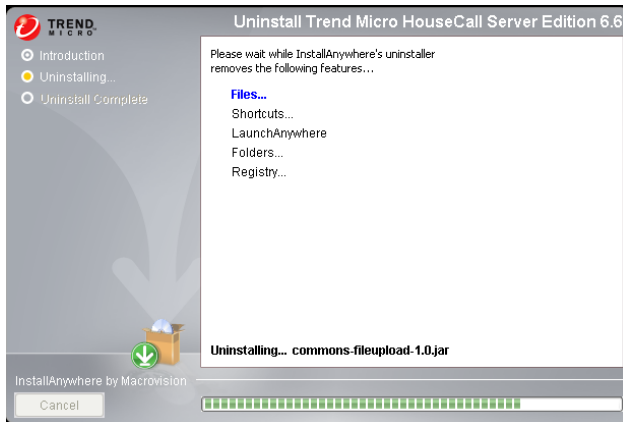 TREND
MICRO
Uninstall Trend Micro HouseCall Server Edition 6.6
Introduction
Uninstalling...
Uninstall Complete
Please wait while InstallAnywhere's uninstaller
removes the following features...
Files...
Shortcuts...
LaunchAnywhere
Folders...
Registry...
Uninstalling... commons-fileupload-1.0.jar
InstallAnywhere by Macrovision
Cancel